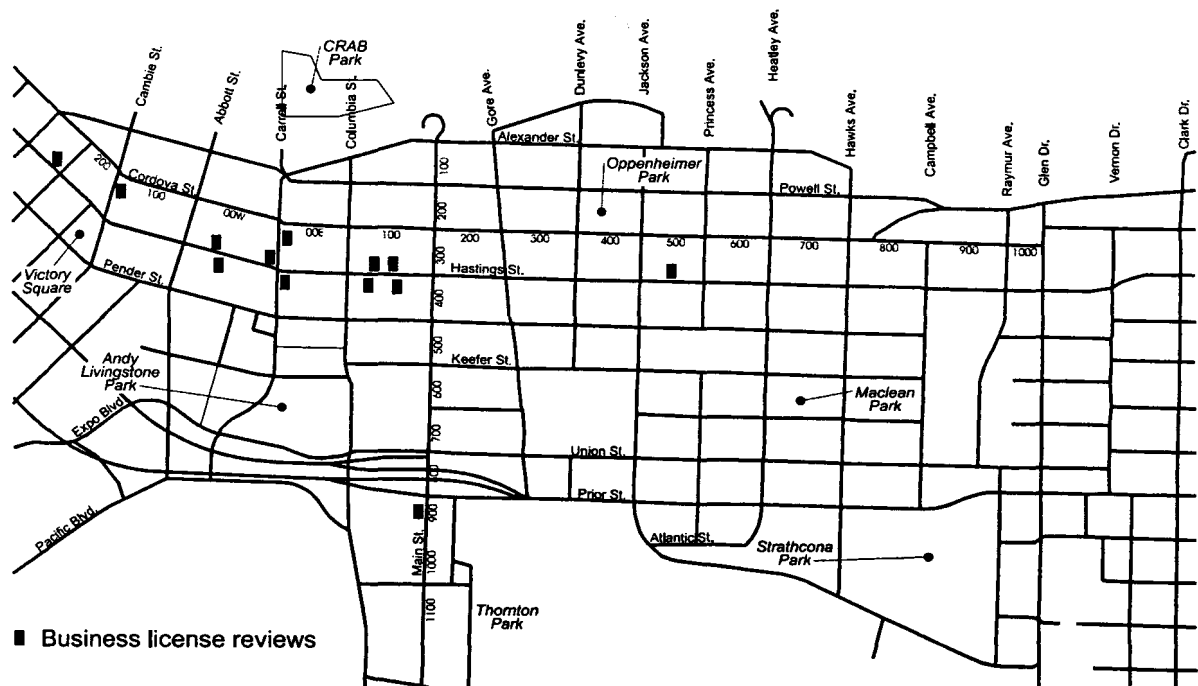 Cambie St.
Abbott St.
Carrell St.
Columbia St.
CRAB
Park
Gore Ave.
Dunlevy Ave.
Jackson Ave.
Princess Ave.
Heatley Ave.
Hawks Ave,
Campbell Ave.
Raymur Ave.
Glen Dr,
Vernon Dr.
Clark Dr,
Alexander St.
Oppenheimer
Park
Powell St.
Cordova St.
200
100
00W
00E
100
200
300
400
500
600
700
800
900
1000
100
200
300
400
500
600
700
800
900
1000
1100
Victory
Square
Pender St.
Hastings St.
Keefer St.
Andy
Livingstone
Park
Maclean
Park
Expo Blvd
Union St.
Prior St.
Pacific Blvd.
Main St.
Atlantic St.
Strathcona
Park
Thornton
Park
Business license reviews